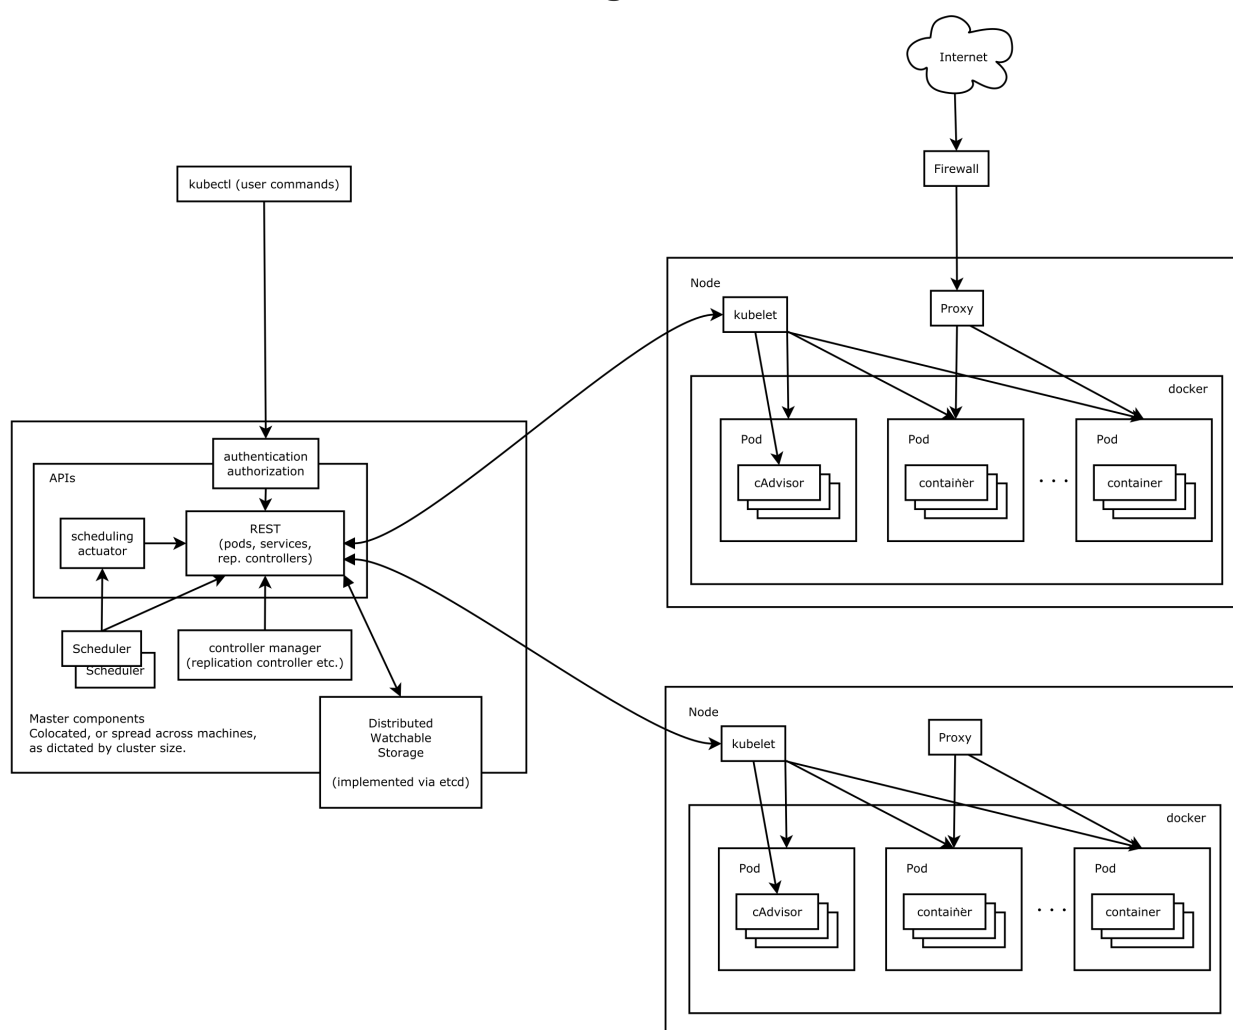 Internet
Firewall
kubectl (user commands)
Node
kubelet
Proxy
docker
Pod
cAdvisor
Pod
container
. . .
Pod
container
authentication
authorization
APIs
scheduling
actuator
REST
(pods, services,
rep. controllers)
Scheduler
Scheduler
controller manager
(replication controller etc.)
Master components
Colocated, or spread across machines,
as dictated by cluster size.
Distributed
Watchable
Storage
(implemented via etcd)
Node
kubelet
Proxy
docker
Pod
cAdvisor
Pod
container
. . .
Pod
container